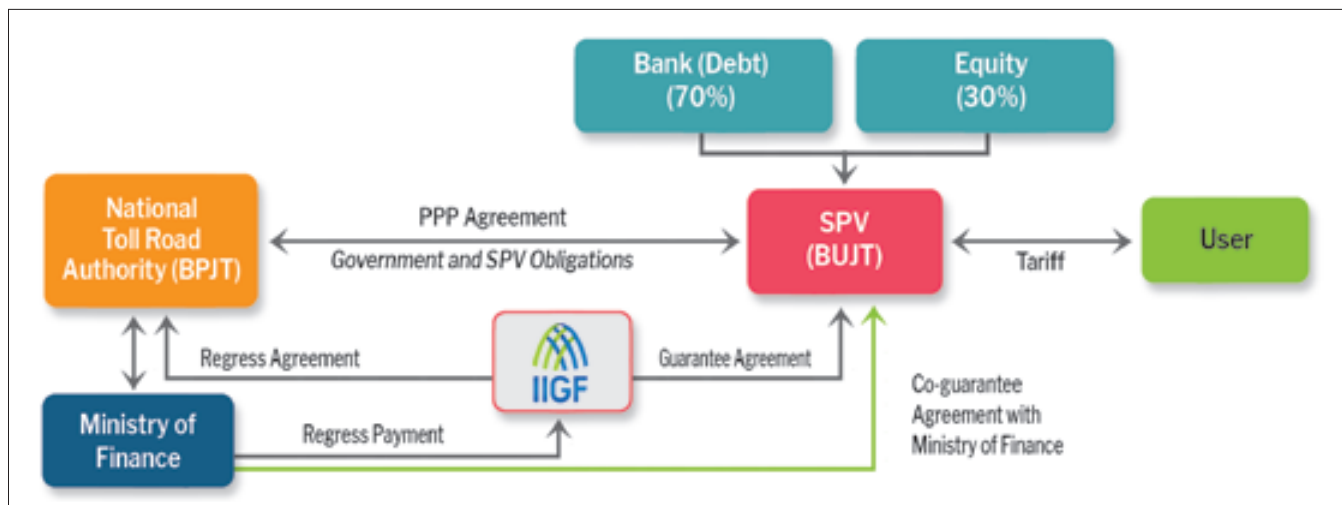 Bank (Debt)
(70%)
Equity
(30%)
National
Toll Road
Authority (BPJT)
PPP Agreement
Government and SPV Obligations
SPV
(BUJT)
Tariff
User
Regress Agreement
IIGF
Guarantee Agreement
Ministry of
Finance
Regress Payment
Co-guarantee
Agreement with
Ministry of Finance